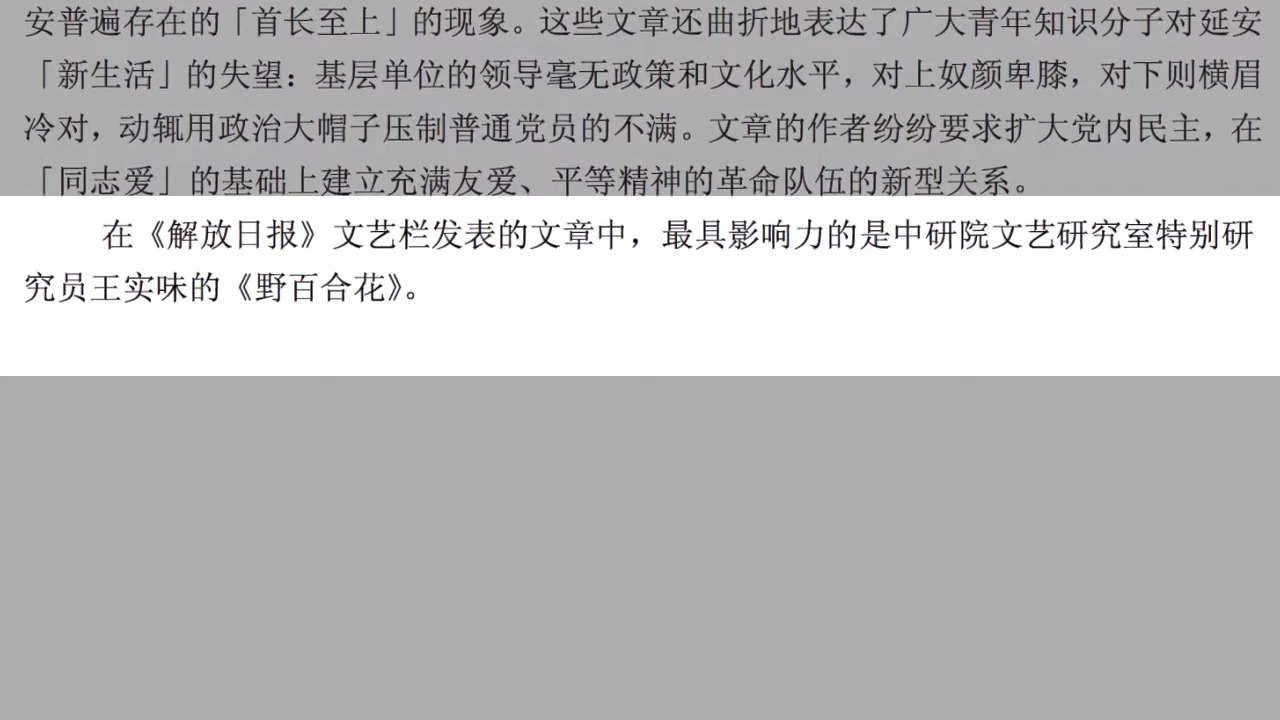 安普遍存在的「首长至上」的现象。这些文章还曲折地表达了广大青年知识分子对延安
「新生活」的失望：基层单位的领导毫无政策和文化水平，对上奴颜卑膝，对下则横眉
冷对，动辄用政治大帽子压制普通党员的不满。文章的作者纷纷要求扩大党内民主，在
「同志爱」的基础上建立充满友爱、平等精神的革命队伍的新型关系。
在《解放日报》文艺栏发表的文章中，最具影响力的是中研院文艺研究室特别研
究员王实味的《野百合花》。